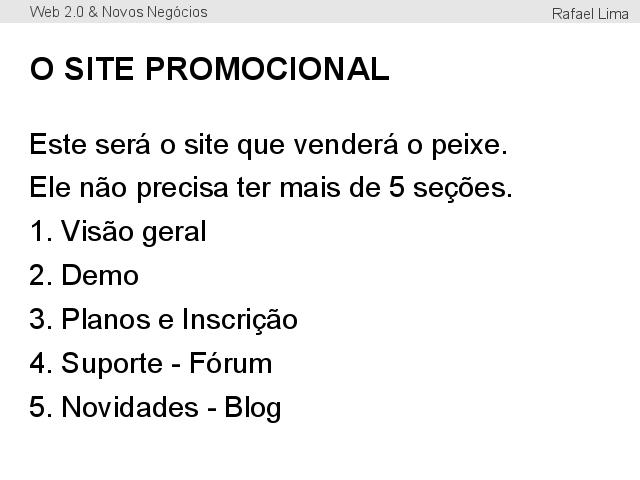 Web 2.0 & Novos Negócios
Rafael Lima
O SITE PROMOCIONAL
Este será o site que venderá o peixe.
Ele não precisa ter mais de 5 seções.
1. Visão geral
2. Demo
3. Planos e Inscrição
4. Suporte - Fórum
5. Novidades - Blog